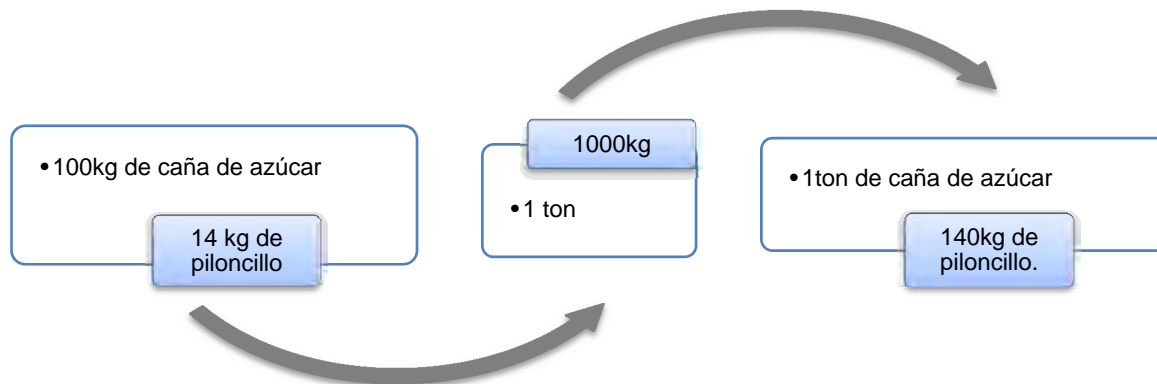 •100kg de caña de azúcar
14 kg de
piloncillo
1000kg
•1 ton
•1ton de caña de azúcar
140kg de
piloncillo.